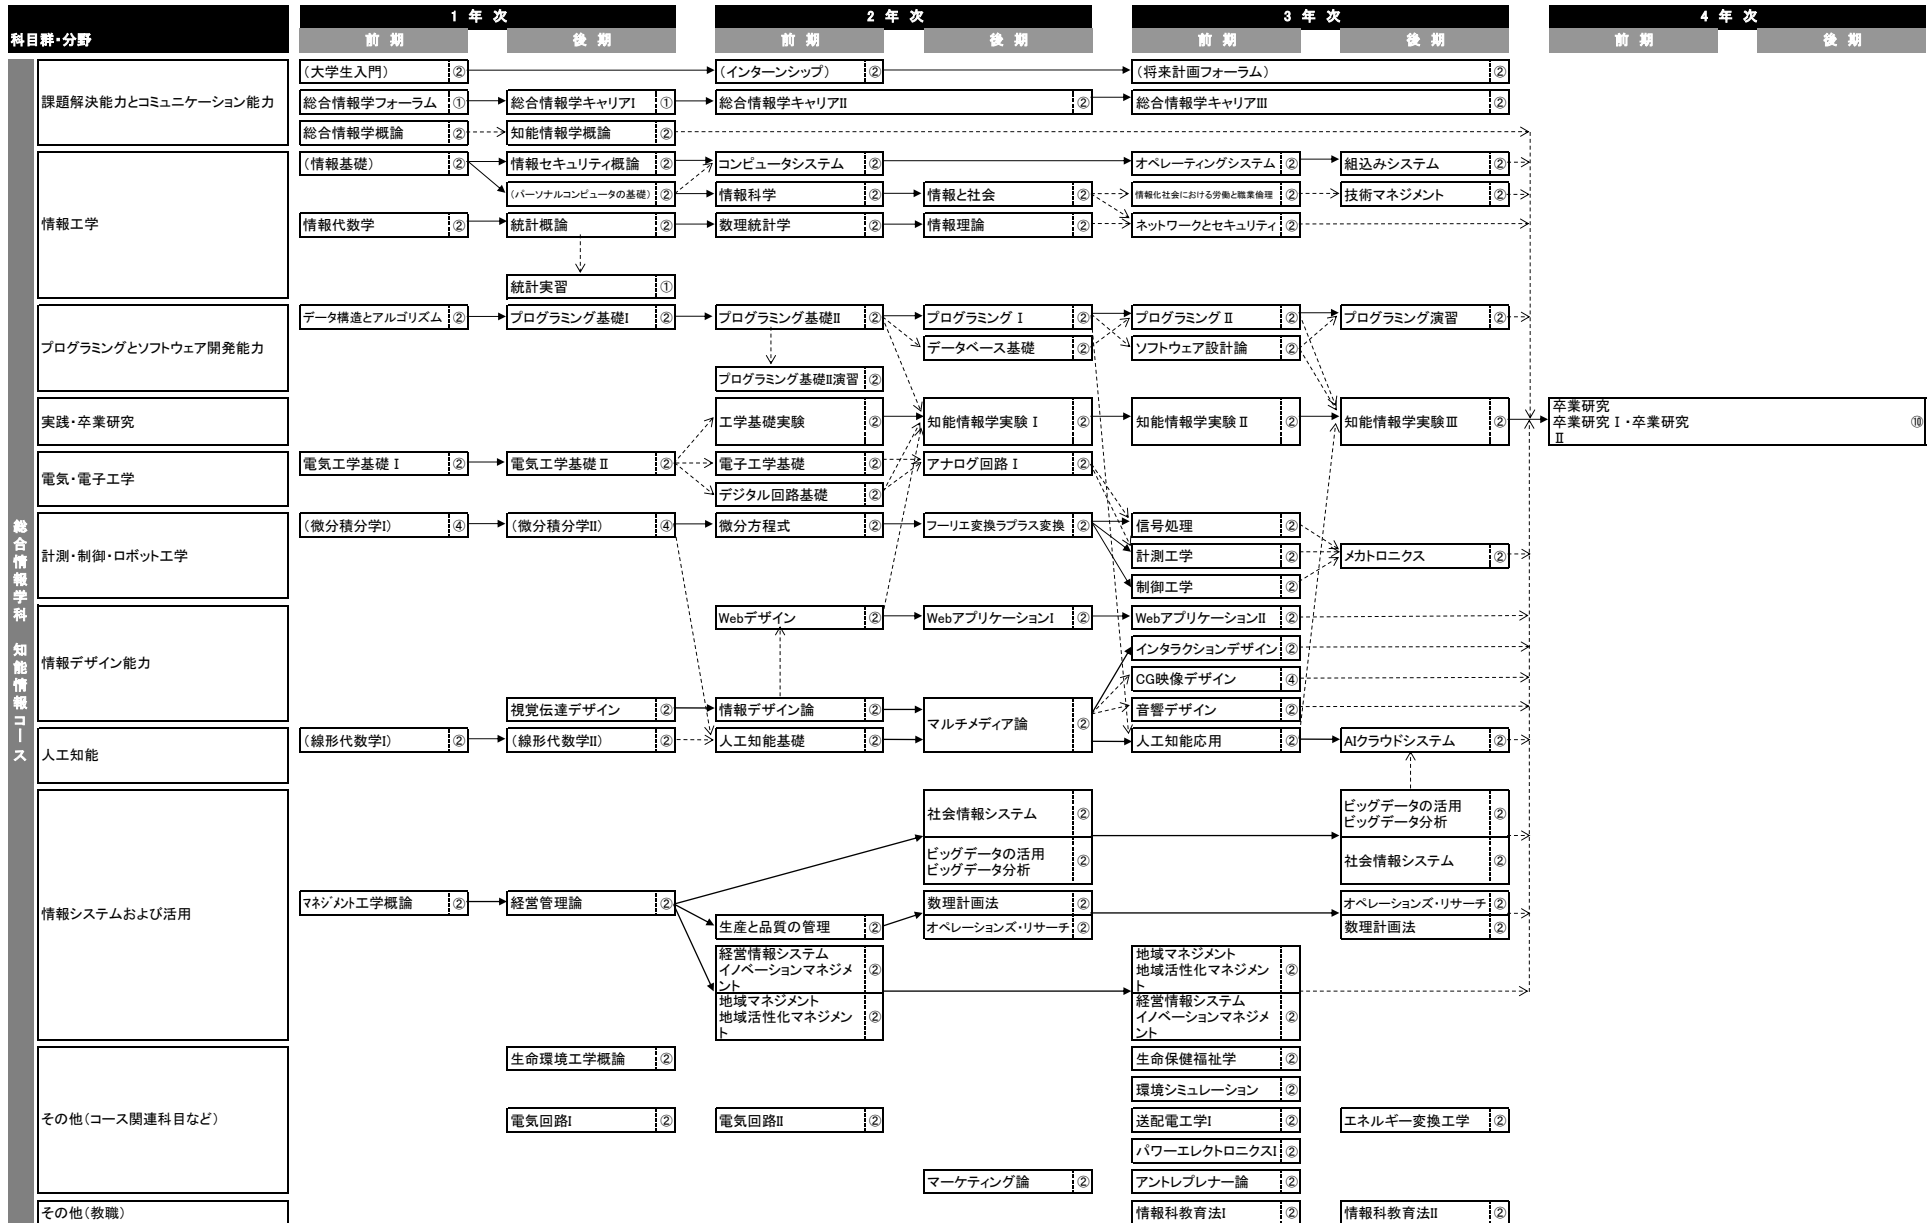 1 年 次
2 年 次
3 年 次
4 年 次
科目群・分野
前 期
後 期
前 期
後 期
前 期
後 期
前 期
後 期
総合情報学科 知能情報コース
課題解決能力とコミュニケーション能力
（大学生入門） ②
（インターンシップ） ②
（将来計画フォーラム） ②
総合情報学フォーラム ①
総合情報学キャリアI ①
総合情報学キャリアII ②
総合情報学キャリアIII ②
総合情報学概論 ②
知能情報学概論 ②
情報工学
（情報基礎） ②
情報セキュリティ概論 ②
コンピュータシステム ②
オペレーティングシステム ②
組込みシステム ②
（パーソナルコンピュータの基礎） ②
情報科学 ②
情報と社会 ②
情報化社会における労働と職業倫理 ②
技術マネジメント ②
情報代数学 ②
統計概論 ②
数理統計学 ②
情報理論 ②
ネットワークとセキュリティ ②
統計実習 ①
プログラミングとソフトウェア開発能力
データ構造とアルゴリズム ②
プログラミング基礎I ②
プログラミング基礎II ②
プログラミング Ⅰ ②
プログラミング Ⅱ ②
プログラミング演習 ②
データベース基礎 ②
ソフトウェア設計論 ②
プログラミング基礎II演習 ②
実践・卒業研究
工学基礎実験 ②
知能情報学実験 Ⅰ ②
知能情報学実験 Ⅱ ②
知能情報学実験Ⅲ ②
卒業研究
卒業研究 Ⅰ・卒業研究
Ⅱ
⑩
電気・電子工学
電気工学基礎 Ⅰ ②
電気工学基礎 Ⅱ ②
電子工学基礎 ②
アナログ回路 Ⅰ ②
デジタル回路基礎 ②
計測・制御・ロボット工学
（微分積分学I） ④
（微分積分学II） ④
微分方程式 ②
フーリエ変換ラプラス変換 ②
信号処理 ②
計測工学 ②
メカトロニクス ②
制御工学 ②
情報デザイン能力
Webデザイン ②
WebアプリケーションI ②
WebアプリケーションII ②
インタラクションデザイン ②
CG映像デザイン ④
視覚伝達デザイン ②
情報デザイン論 ②
マルチメディア論 ②
音響デザイン ②
人工知能
（線形代数学I） ②
（線形代数学II） ②
人工知能基礎 ②
人工知能応用 ②
AIクラウドシステム ②
情報システムおよび活用
社会情報システム ②
ビッグデータの活用
ビッグデータ分析 ②
ビッグデータの活用
ビッグデータ分析 ②
社会情報システム ②
マネジメント工学概論 ②
経営管理論 ②
数理計画法 ②
オペレーションズ・リサーチ ②
生産と品質の管理 ②
オペレーションズ・リサーチ ②
数理計画法 ②
経営情報システム
イノベーションマネジメ
ント
②
地域マネジメント
地域活性化マネジメン
ト
②
地域マネジメント
地域活性化マネジメン
ト
②
経営情報システム
イノベーションマネジメ
ント
②
その他（コース関連科目など）
生命環境工学概論 ②
生命保健福祉学 ②
環境シミュレーション ②
電気回路I ②
電気回路II ②
送配電工学I ②
エネルギー変換工学 ②
パワーエレクトロニクスI ②
マーケティング論 ②
アントレプレナー論 ②
その他（教職）
情報科教育法I ②
情報科教育法II ②